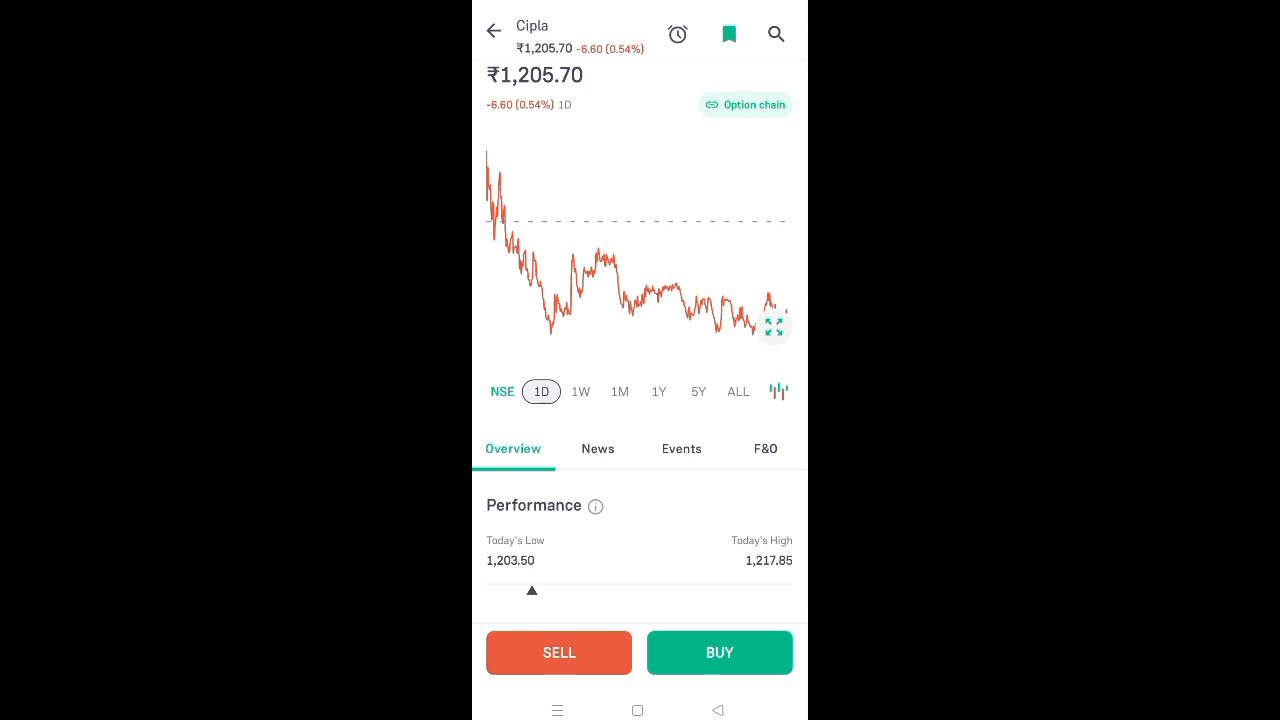 Cipla
₹1,205.70 -6.60 (0.54%)
₹1,205.70
-6.60 (0.54%) 1D
Option chain
NSE 1D 1W 1M 1Y 5Y ALL
Overview News Events F&O
Performance
Today's Low Today's High
1,203.50 1,217.85
SELL BUY